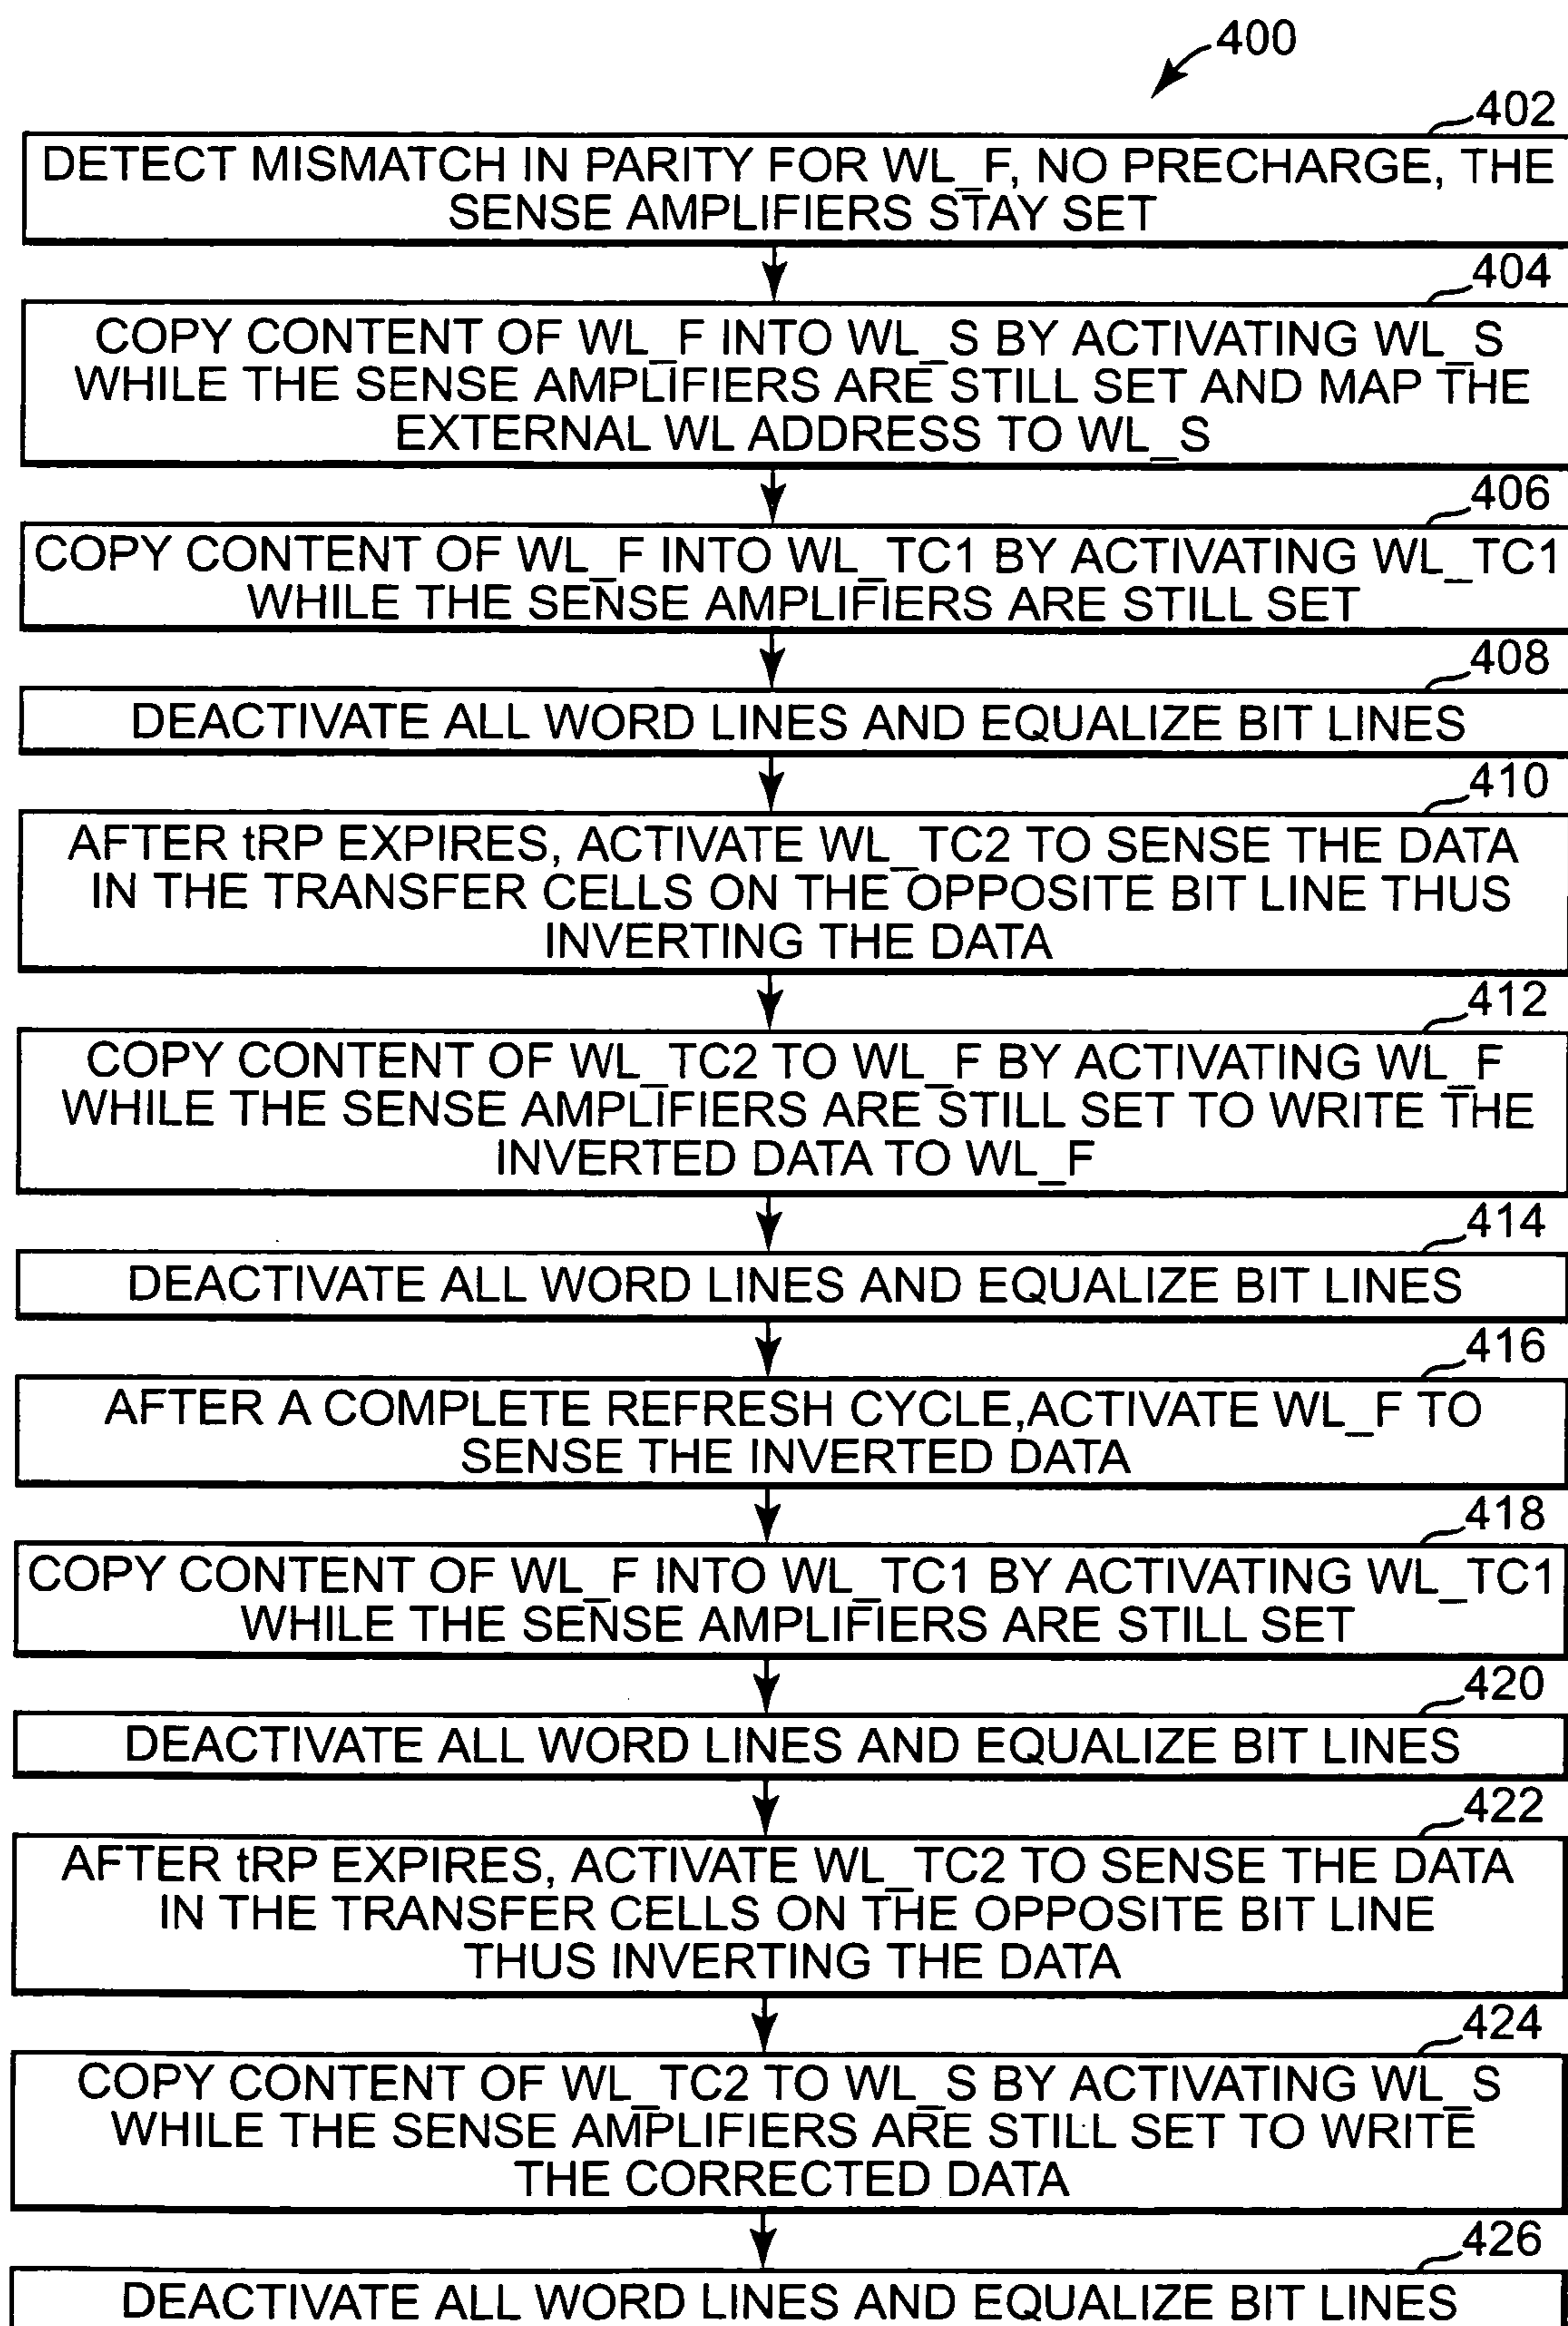 400
402
DETECT MISMATCH IN PARITY FOR WL_F, NO PRECHARGE, THE
SENSE AMPLIFIERS STAY SET
404
COPY CONTENT OF WL_F INTO WL_S BY ACTIVATING WL_S
WHILE THE SENSE AMPLIFIERS ARE STILL SET AND MAP THE
EXTERNAL WL ADDRESS TO WL_S
406
COPY CONTENT OF WL_F INTO WL_TC1 BY ACTIVATING WL_TC1
WHILE THE SENSE AMPLIFIERS ARE STILL SET
408
DEACTIVATE ALL WORD LINES AND EQUALIZE BIT LINES
410
AFTER tRP EXPIRES, ACTIVATE WL_TC2 TO SENSE THE DATA
IN THE TRANSFER CELLS ON THE OPPOSITE BIT LINE THUS
INVERTING THE DATA
412
COPY CONTENT OF WL_TC2 TO WL_F BY ACTIVATING WL_F
WHILE THE SENSE AMPLIFIERS ARE STILL SET TO WRITE THE
INVERTED DATA TO WL_F
414
DEACTIVATE ALL WORD LINES AND EQUALIZE BIT LINES
416
AFTER A COMPLETE REFRESH CYCLE,ACTIVATE WL_F TO
SENSE THE INVERTED DATA
418
COPY CONTENT OF WL_F INTO WL_TC1 BY ACTIVATING WL_TC1
WHILE THE SENSE AMPLIFIERS ARE STILL SET
420
DEACTIVATE ALL WORD LINES AND EQUALIZE BIT LINES
422
AFTER tRP EXPIRES, ACTIVATE WL_TC2 TO SENSE THE DATA
IN THE TRANSFER CELLS ON THE OPPOSITE BIT LINE
THUS INVERTING THE DATA
424
COPY CONTENT OF WL_TC2 TO WL_S BY ACTIVATING WL_S
WHILE THE SENSE AMPLIFIERS ARE STILL SET TO WRITE
THE CORRECTED DATA
426
DEACTIVATE ALL WORD LINES AND EQUALIZE BIT LINES